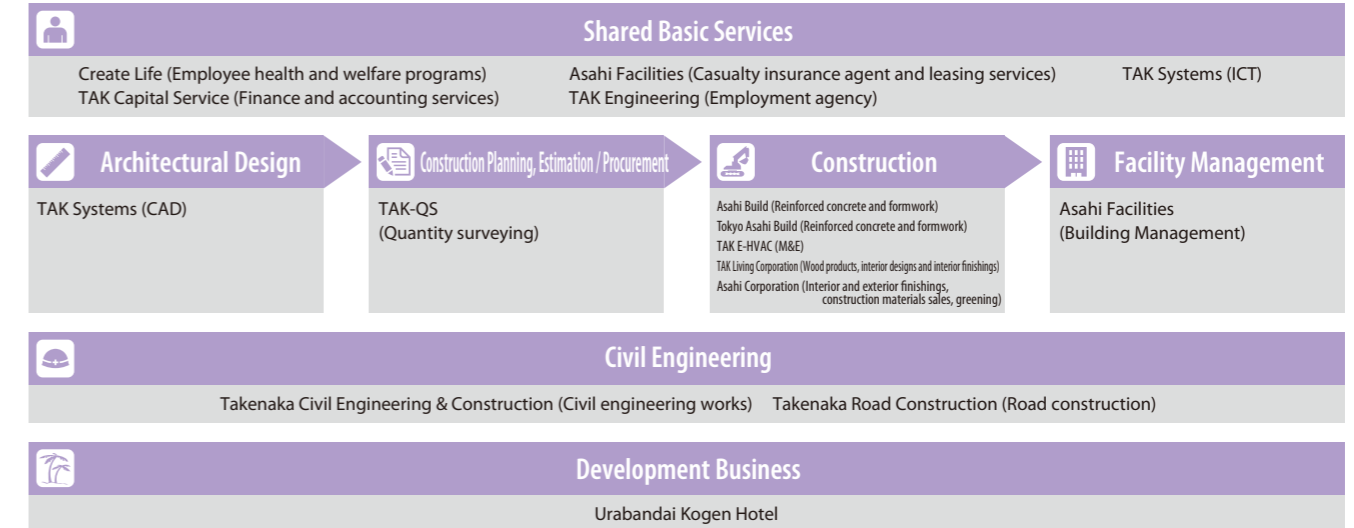 Shared Basic Services
Create Life (Employee health and welfare programs)
TAK Capital Service (Finance and accounting services)
Asahi Facilities (Casualty insurance agent and leasing services)
TAK Engineering (Employment agency)
TAK Systems (ICT)
Architectural Design
TAK Systems (CAD)
Construction Planning, Estimation / Procurement
TAK-QS
(Quantity surveying)
Construction
Asahi Build (Reinforced concrete and formwork)
Tokyo Asahi Build (Reinforced concrete and formwork)
TAK E-HVAC (M&E)
TAK Living Corporation (Wood products, interior designs and interior finishings)
Asahi Corporation (Interior and exterior finishings,
construction materials sales, greening)
Facility Management
Asahi Facilities
(Building Management)
Civil Engineering
Takenaka Civil Engineering & Construction (Civil engineering works) Takenaka Road Construction (Road construction)
Development Business
Urabandai Kogen Hotel